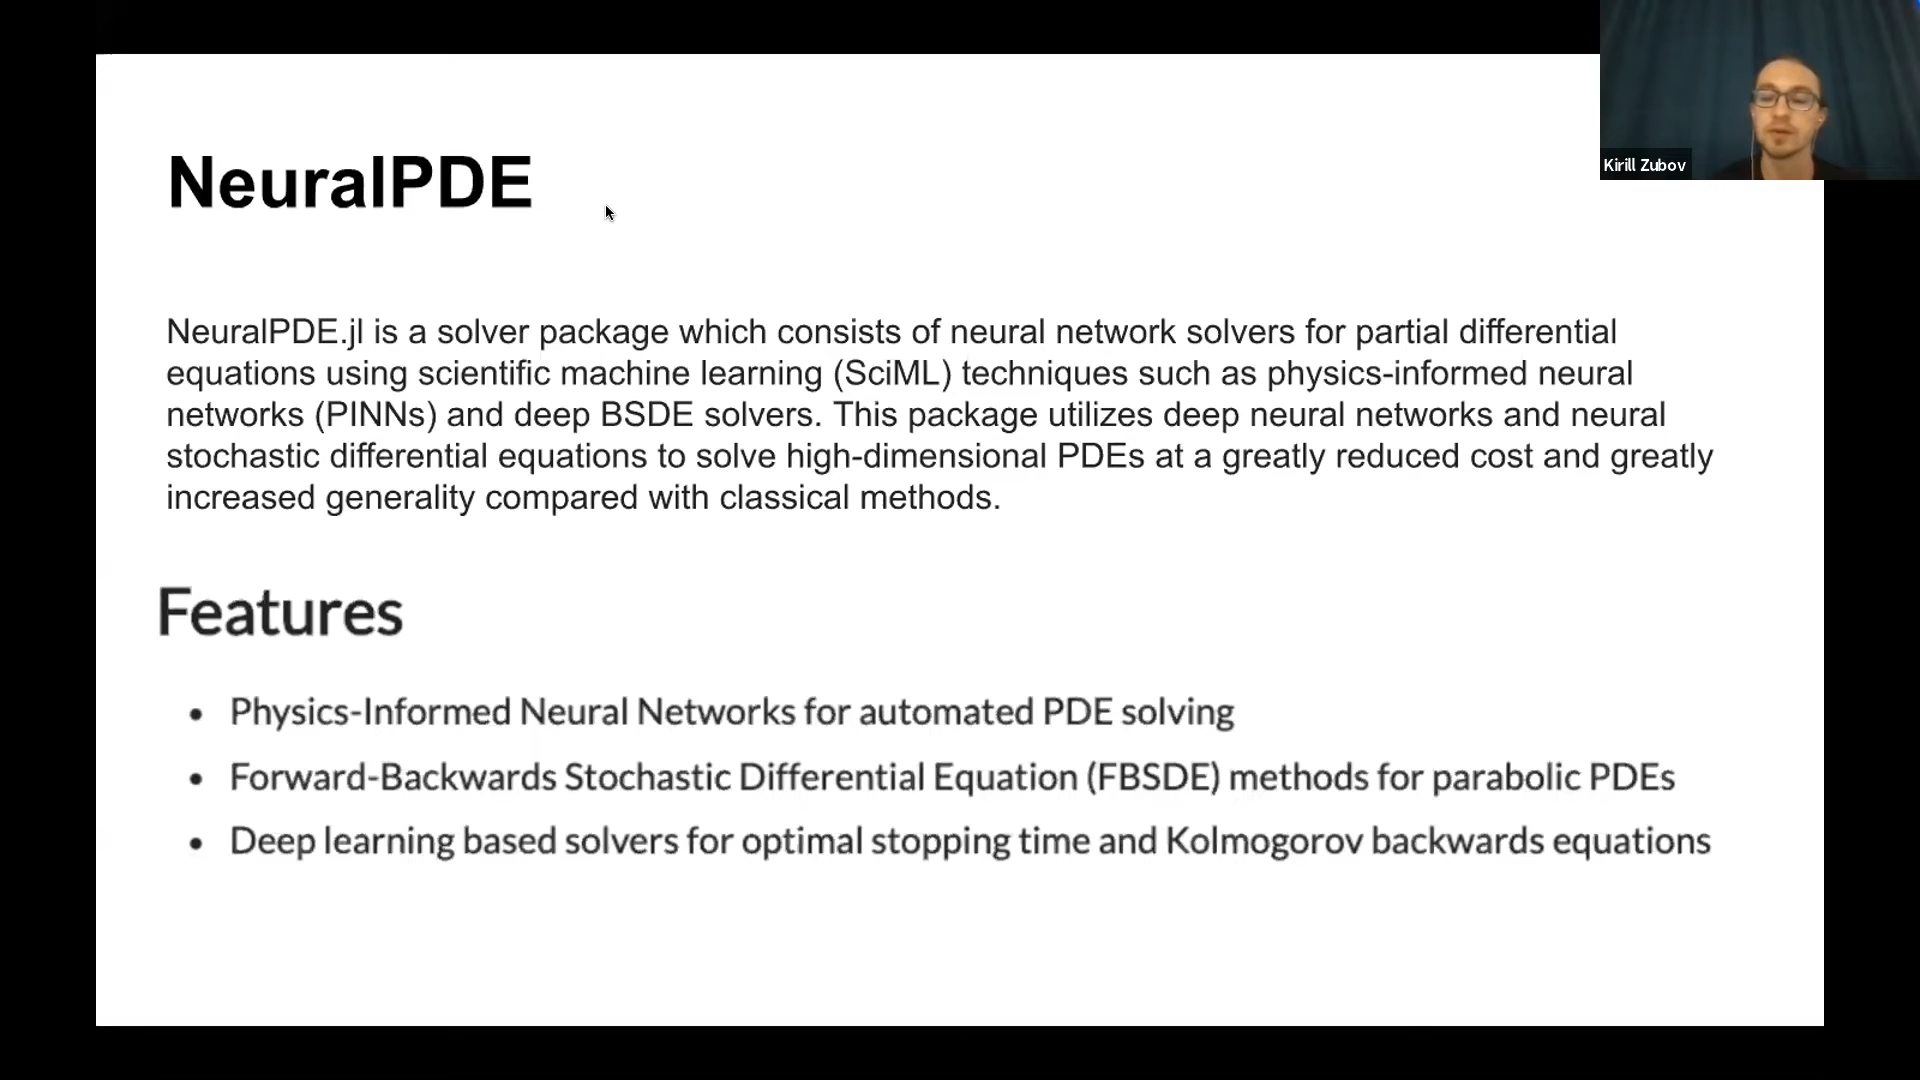 NeuralPDE
Kirill Zubov
NeuralPDE.jl is a solver package which consists of neural network solvers for partial differential
equations using scientific machine learning (SciML) techniques such as physics-informed neural
networks (PINNs) and deep BSDE solvers. This package utilizes deep neural networks and neural
stochastic differential equations to solve high-dimensional PDEs at a greatly reduced cost and greatly
increased generality compared with classical methods.
Features
• Physics-Informed Neural Networks for automated PDE solving
• Forward-Backwards Stochastic Differential Equation (FBSDE) methods for parabolic PDEs
• Deep learning based solvers for optimal stopping time and Kolmogorov backwards equations